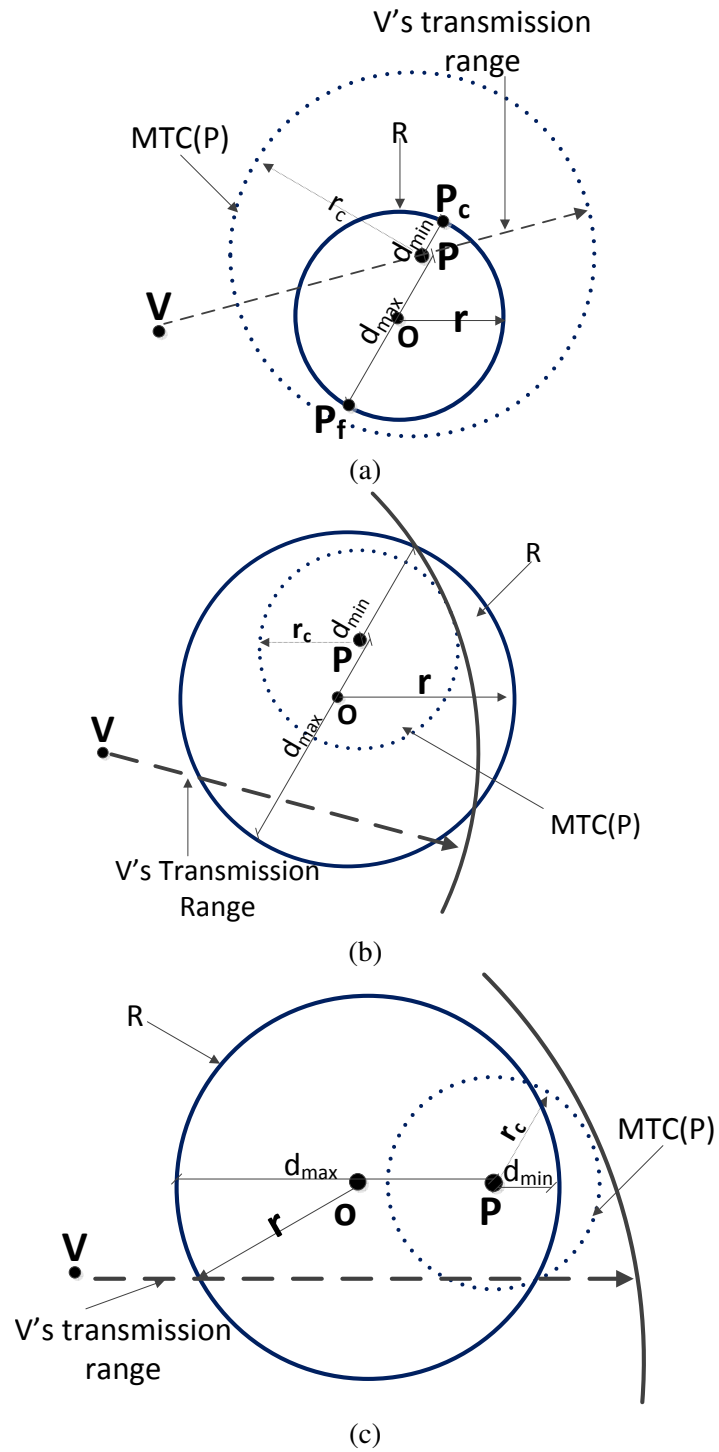 V's transmission
range
MTC(P)
R
r_c
P_c
d_min
P
V
d_max
o
r
P_f
(a)
R
d_min
r_c
P
r
o
V
d_max
MTC(P)
V's Transmission
Range
(b)
R
r_c
MTC(P)
d_max
d_min
o
P
r
V
V's transmission
range
(c)